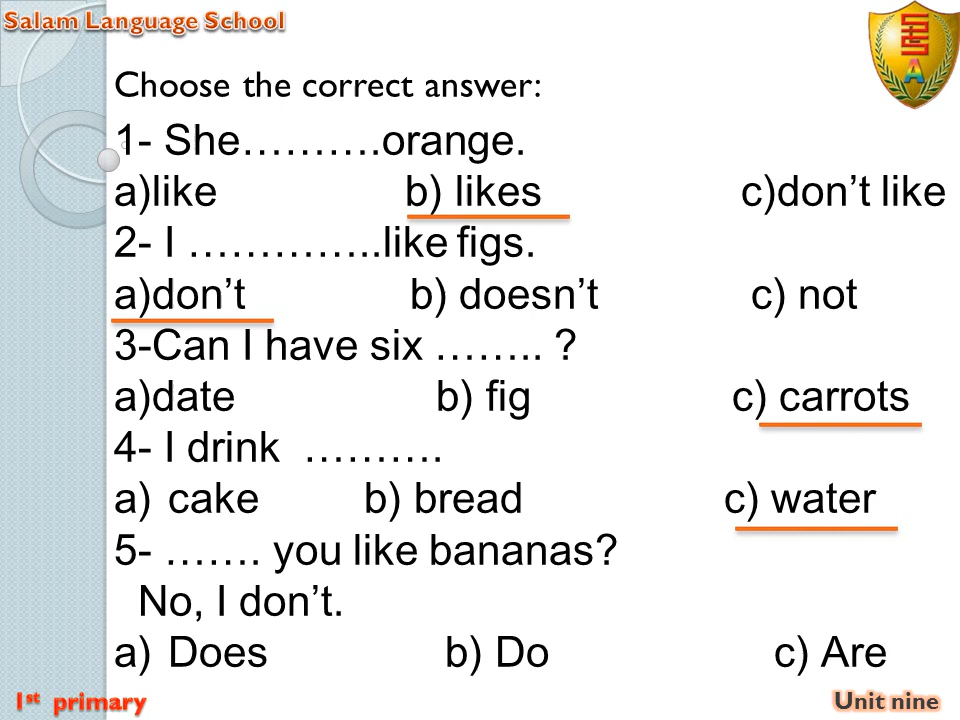 Salam Language School
Choose the correct answer:
1- She……….orange.
a)like b) likes c)don’t like
2- I …………..like figs.
a)don’t b) doesn’t c) not
3-Can I have six …….. ?
a)date b) fig c) carrots
4- I drink ……….
a) cake b) bread c) water
5- ……. you like bananas?
No, I don’t.
a) Does b) Do c) Are
1st primary
Unit nine